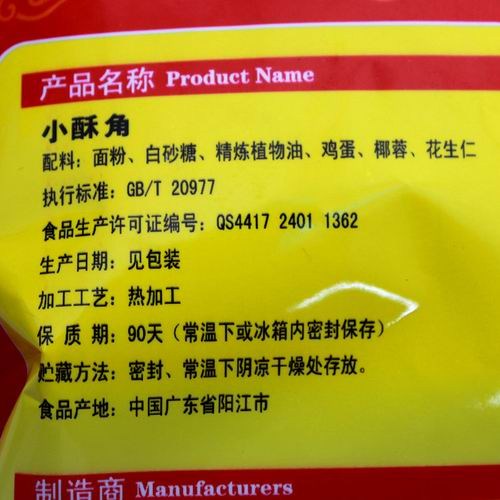 产品名称 Product Name
小酥角
配料：面粉、白砂糖、精炼植物油、鸡蛋、椰蓉、花生仁
执行标准：GB/T 20977
食品生产许可证编号：QS4417 2401 1362
生产日期：见包装
加工工艺：热加工
保 质 期：90天（常温下或冰箱内密封保存）
贮藏方法：密封、常温下阴凉干燥处存放。
食品产地：中国广东省阳江市
制造商 Manufacturers